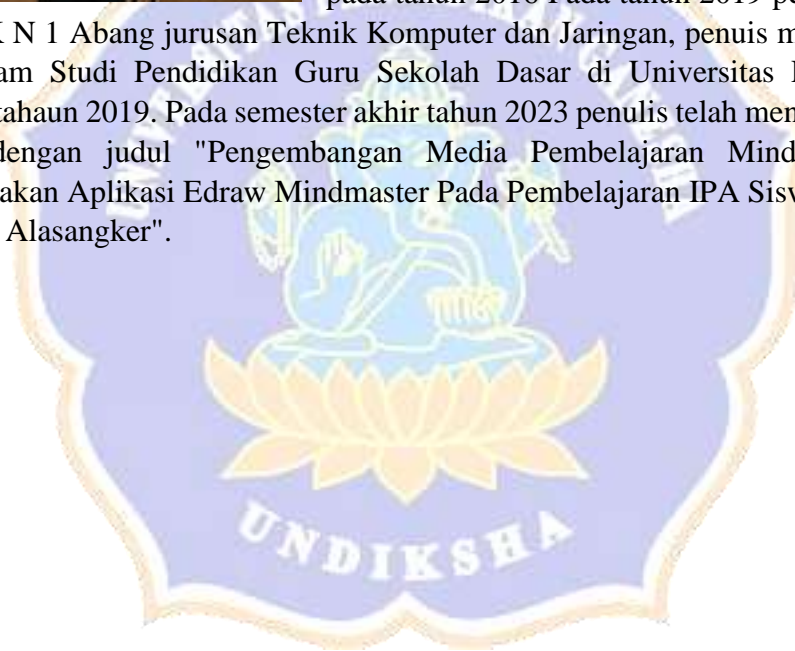 pada tahun 2018 Pada tahun 2019 pe
K N 1 Abang jurusan Teknik Komputer dan Jaringan, penuis m
am Studi Pendidikan Guru Sekolah Dasar di Universitas
tahaun 2019. Pada semester akhir tahun 2023 penulis telah men
dengan judul "Pengembangan Media Pembelajaran Mind
akan Aplikasi Edraw Mindmaster Pada Pembelajaran IPA Sisw
Alasangker".
UNDIKSHA